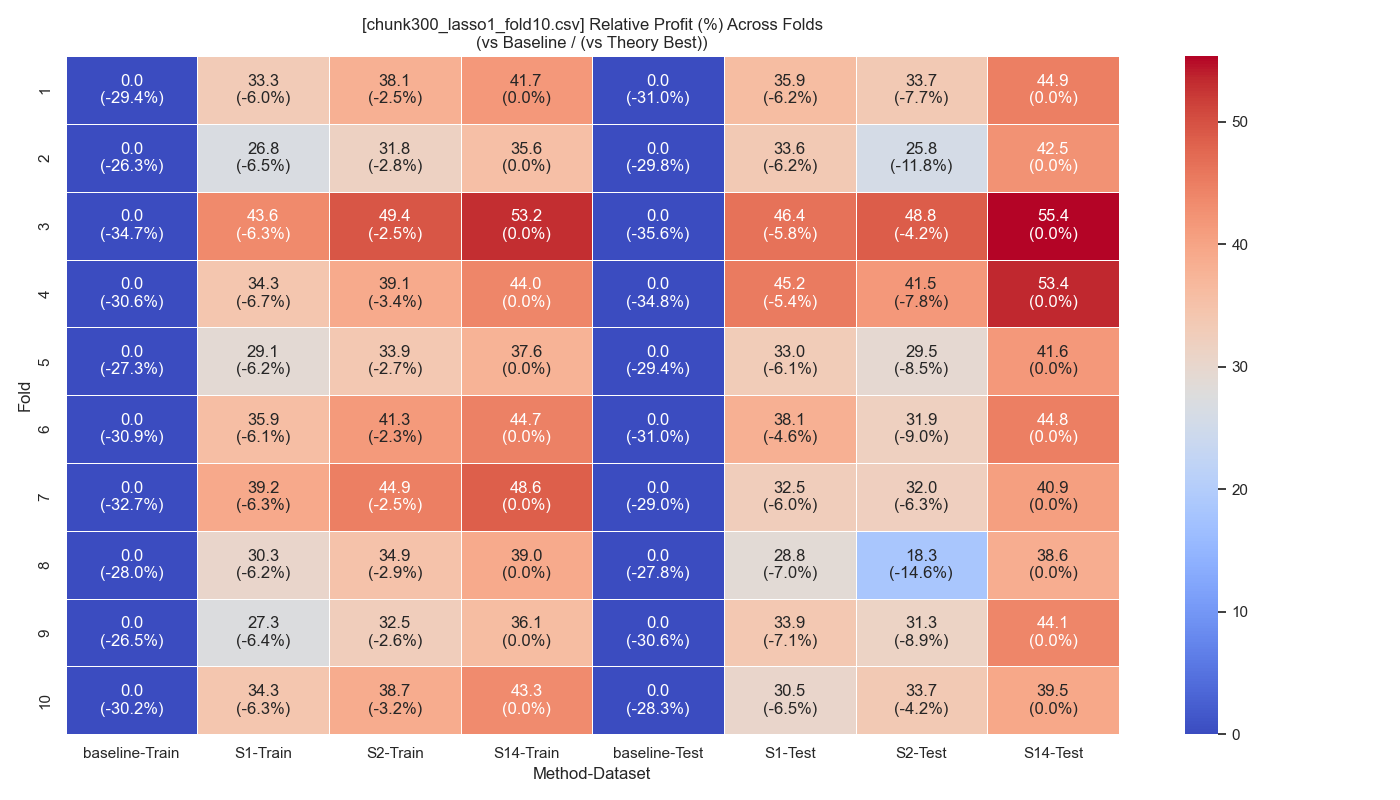 [chunk300_lasso1_fold10.csv] Relative Profit (%) Across Folds
(vs Baseline / (vs Theory Best))
Fold
1
0.0 33.3 38.1 41.7 0.0 35.9 33.7 44.9
(-29.4%) (-6.0%) (-2.5%) (0.0%) (-31.0%) (-6.2%) (-7.7%) (0.0%)
2
0.0 26.8 31.8 35.6 0.0 33.6 25.8 42.5
(-26.3%) (-6.5%) (-2.8%) (0.0%) (-29.8%) (-6.2%) (-11.8%) (0.0%)
3
0.0 43.6 49.4 53.2 0.0 46.4 48.8 55.4
(-34.7%) (-6.3%) (-2.5%) (0.0%) (-35.6%) (-5.8%) (-4.2%) (0.0%)
4
0.0 34.3 39.1 44.0 0.0 45.2 41.5 53.4
(-30.6%) (-6.7%) (-3.4%) (0.0%) (-34.8%) (-5.4%) (-7.8%) (0.0%)
5
0.0 29.1 33.9 37.6 0.0 33.0 29.5 41.6
(-27.3%) (-6.2%) (-2.7%) (0.0%) (-29.4%) (-6.1%) (-8.5%) (0.0%)
6
0.0 35.9 41.3 44.7 0.0 38.1 31.9 44.8
(-30.9%) (-6.1%) (-2.3%) (0.0%) (-31.0%) (-4.6%) (-9.0%) (0.0%)
7
0.0 39.2 44.9 48.6 0.0 32.5 32.0 40.9
(-32.7%) (-6.3%) (-2.5%) (0.0%) (-29.0%) (-6.0%) (-6.3%) (0.0%)
8
0.0 30.3 34.9 39.0 0.0 28.8 18.3 38.6
(-28.0%) (-6.2%) (-2.9%) (0.0%) (-27.8%) (-7.0%) (-14.6%) (0.0%)
9
0.0 27.3 32.5 36.1 0.0 33.9 31.3 44.1
(-26.5%) (-6.4%) (-2.6%) (0.0%) (-30.6%) (-7.1%) (-8.9%) (0.0%)
10
0.0 34.3 38.7 43.3 0.0 30.5 33.7 39.5
(-30.2%) (-6.3%) (-3.2%) (0.0%) (-28.3%) (-6.5%) (-4.2%) (0.0%)
baseline-Train S1-Train S2-Train S14-Train baseline-Test S1-Test S2-Test S14-Test
Method-Dataset
50
40
30
20
10
0